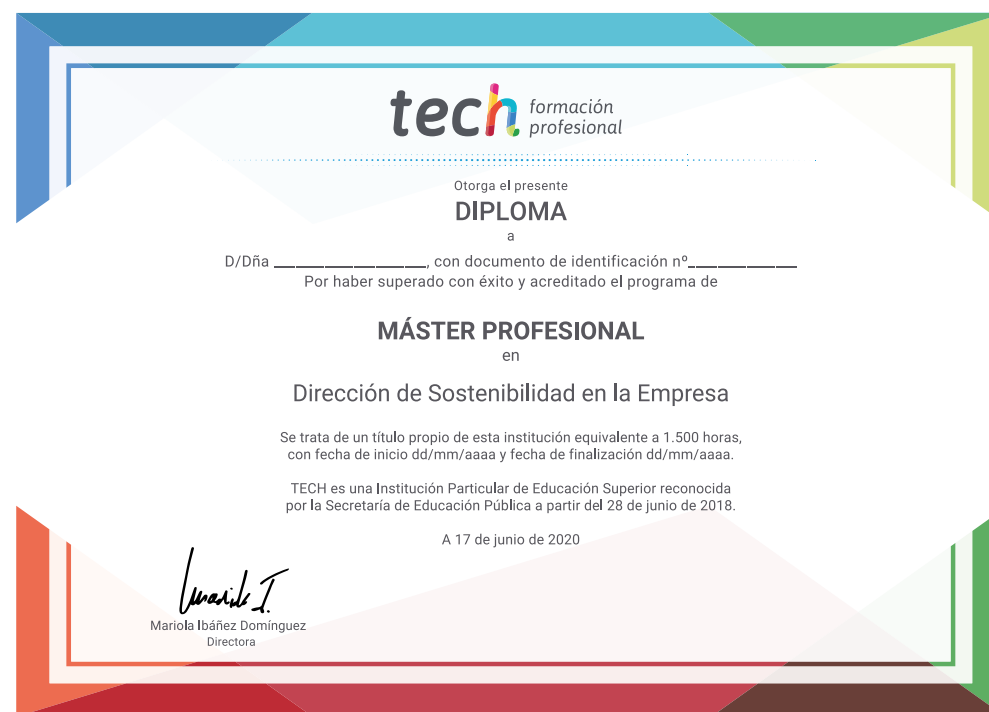 tech formación
profesional
Otorga el presente
DIPLOMA
a
D/Dña ______________, con documento de identificación nº__________
Por haber superado con éxito y acreditado el programa de
MÁSTER PROFESIONAL
en
Dirección de Sostenibilidad en la Empresa
Se trata de un título propio de esta institución equivalente a 1.500 horas,
con fecha de inicio dd/mm/aaaa y fecha de finalización dd/mm/aaaa.
TECH es una Institución Particular de Educación Superior reconocida
por la Secretaría de Educación Pública a partir del 28 de junio de 2018.
A 17 de junio de 2020
Mariola Ibáñez Domínguez
Directora